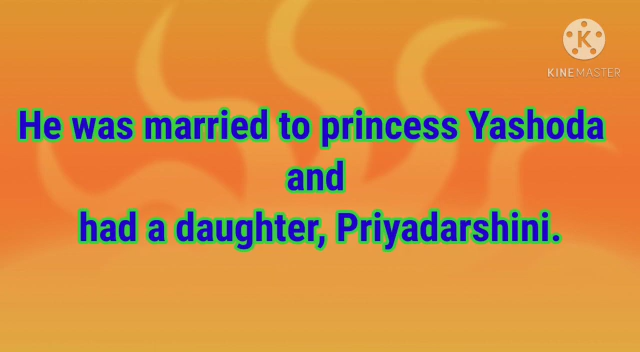 KINEMASTER
He was married to princess Yashoda
and
had a daughter, Priyadarshini.